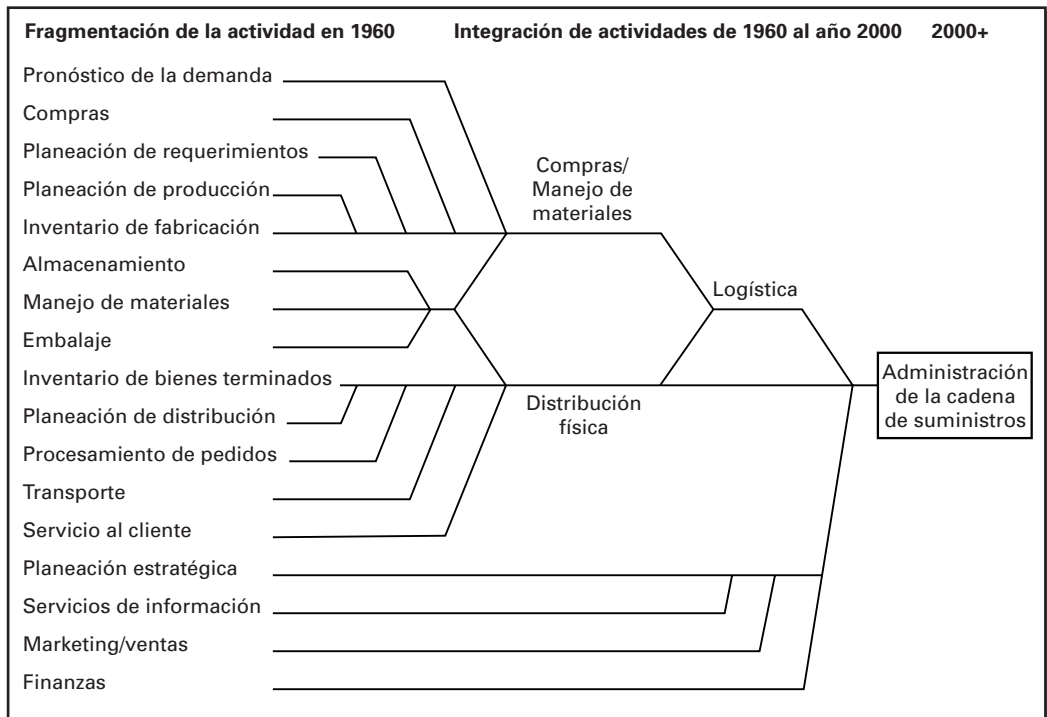 Fragmentación de la actividad en 1960 Integración de actividades de 1960 al año 2000 2000+
Pronóstico de la demanda
Compras
Planeación de requerimientos
Planeación de producción
Inventario de fabricación
Almacenamiento
Manejo de materiales
Embalaje
Inventario de bienes terminados
Planeación de distribución
Procesamiento de pedidos
Transporte
Servicio al cliente
Planeación estratégica
Servicios de información
Marketing/ventas
Finanzas
Compras/
Manejo de
materiales
Distribución
física
Logística
Administración
de la cadena
de suministros